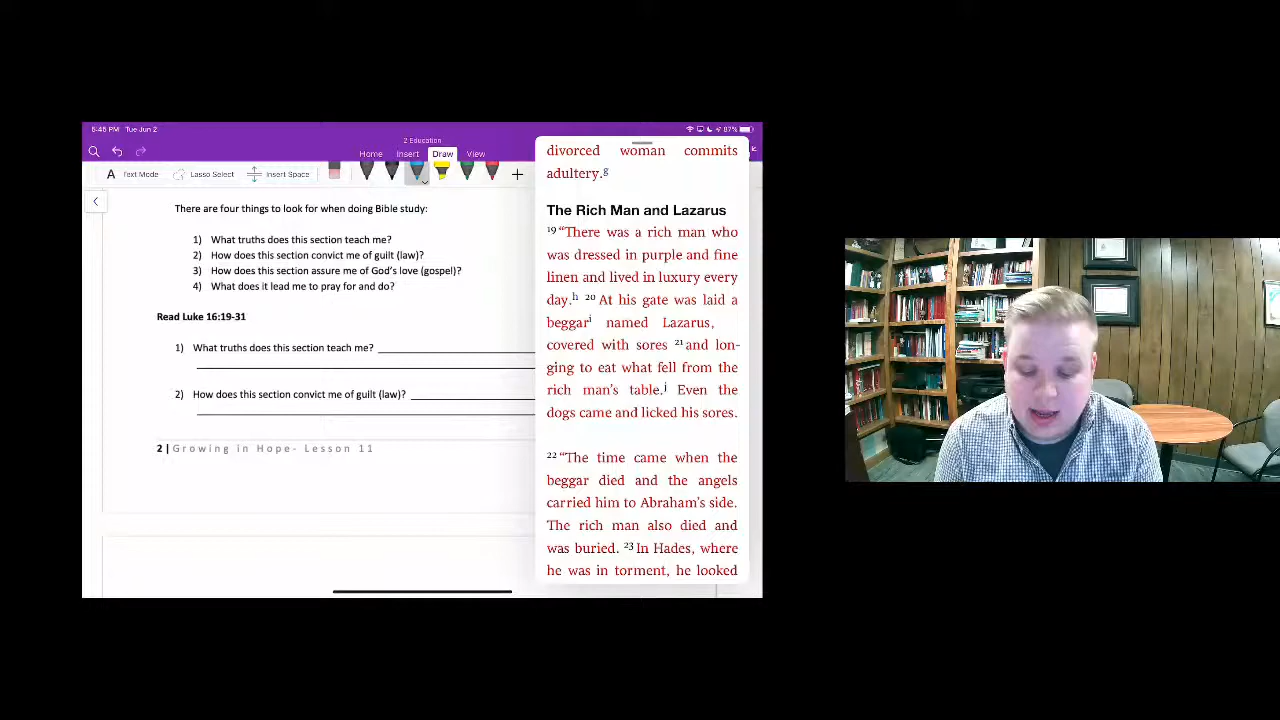 5:45 PM Tue Jun 2
87%
2 Education
Home Insert Draw View
A Text Mode Lasso Select Insert Space
There are four things to look for when doing Bible study:
1) What truths does this section teach me?
2) How does this section convict me of guilt (law)?
3) How does this section assure me of God's love (gospel)?
4) What does it lead me to pray for and do?
Read Luke 16:19-31
1) What truths does this section teach me?
2) How does this section convict me of guilt (law)?
2 | Growing in Hope- Lesson 11
divorced woman commits
adultery.g
The Rich Man and Lazarus
19 “There was a rich man who
was dressed in purple and fine
linen and lived in luxury every
day.h 20 At his gate was laid a
beggari named Lazarus,
covered with sores 21 and lon-
ging to eat what fell from the
rich man’s table.j Even the
dogs came and licked his sores.
22 “The time came when the
beggar died and the angels
carried him to Abraham’s side.
The rich man also died and
was buried. 23 In Hades, where
he was in torment, he looked